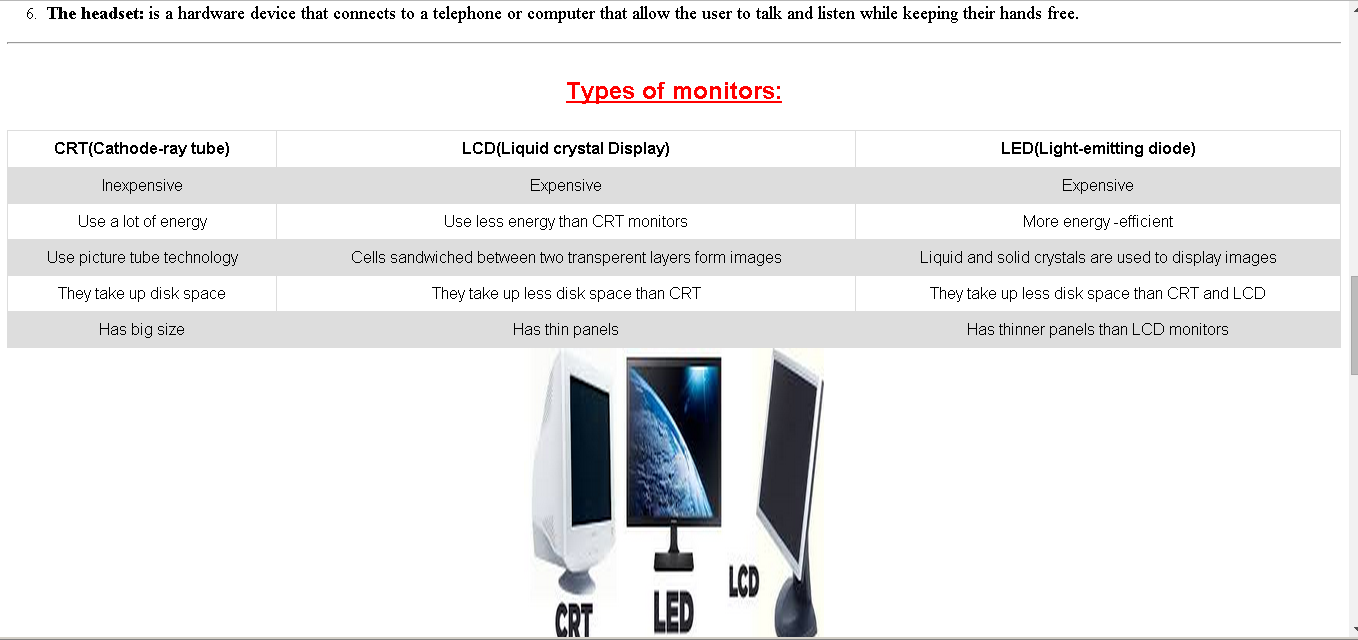 6. The headset: is a hardware device that connects to a telephone or computer that allow the user to talk and listen while keeping their hands free.
Types of monitors:
CRT(Cathode-ray tube) LCD(Liquid crystal Display) LED(Light-emitting diode)
Inexpensive Expensive Expensive
Use a lot of energy Use less energy than CRT monitors More energy -efficient
Use picture tube technology Cells sandwiched between two transperent layers form images Liquid and solid crystals are used to display images
They take up disk space They take up less disk space than CRT They take up less disk space than CRT and LCD
Has big size Has thin panels Has thinner panels than LCD monitors
CRT LED LCD